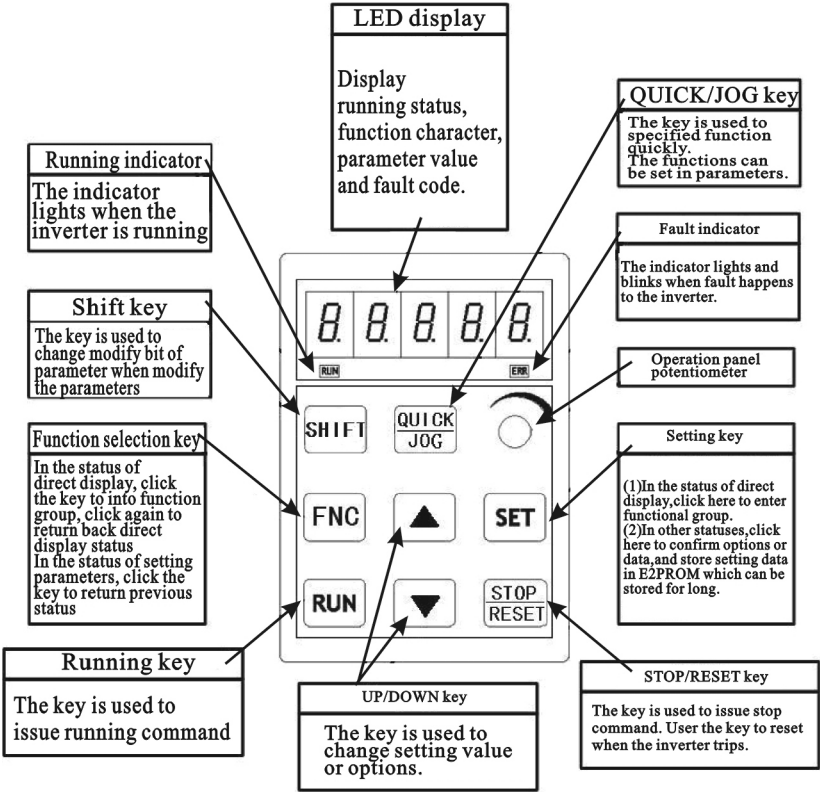 LED display
Display
running status,
function character,
parameter value
and fault code.
QUICK/JOG key
The key is used to
specified function
quickly.
The functions can
be set in parameters.
Running indicator
The indicator
lights when the
inverter is running
Fault indicator
The indicator lights and
blinks when fault happens
to the inverter.
Shift key
The key is used to
change modify bit of
parameter when modify
the parameters
8. 8. 8. 8. 8.
RUN
ERR
Operation panel
potentiometer
Function selection key
In the status of
direct display, click
the key to into function
group, click again to
return back direct
display status
In the status of setting
parameters, click the
key to return previous
status
SHIFT
QUICK
JOG
Setting key
(1)In the status of direct
display,click here to enter
functional group.
(2)In other statuses,click
here to confirm options or
data,and store setting data
in E2PROM which can be
stored for long.
FNC
SET
RUN
STOP
RESET
Running key
The key is used to
issue running command
UP/DOWN key
The key is used to
change setting value
or options.
STOP/RESET key
The key is used to issue stop
command. User the key to reset
when the inverter trips.